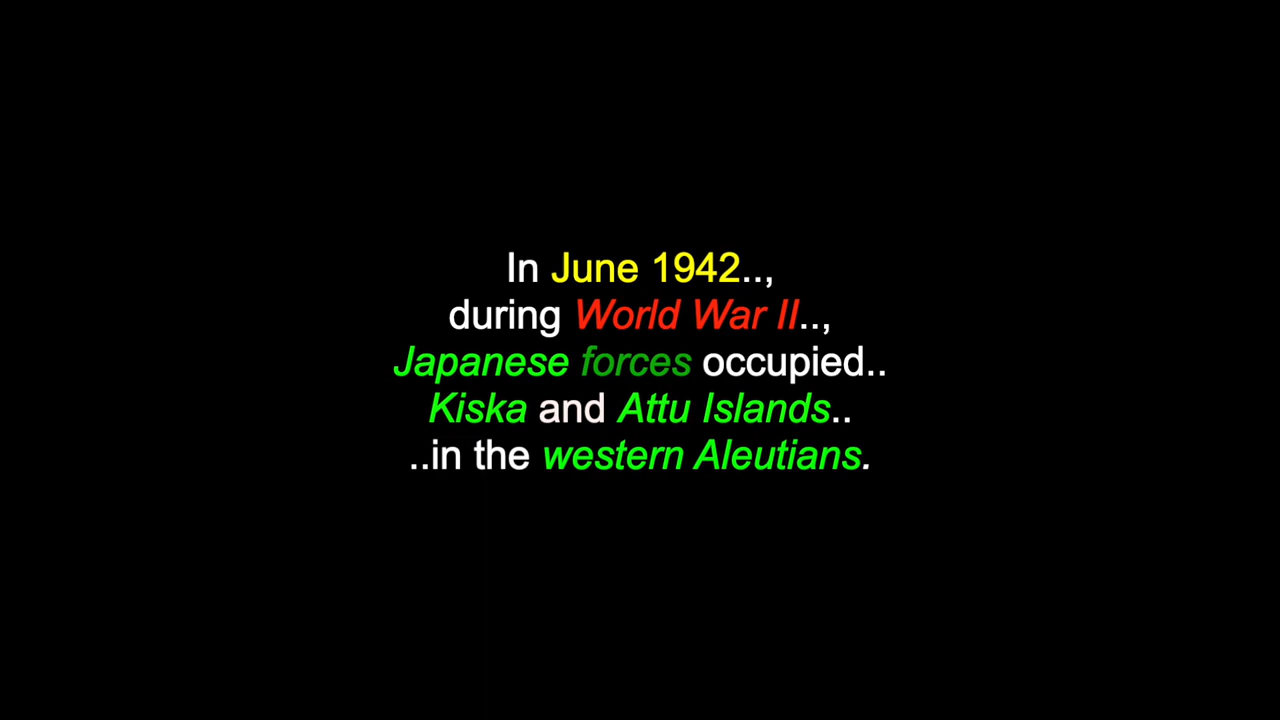 In June 1942..,
during World War II..,
Japanese forces occupied..
Kiska and Attu Islands..
..in the western Aleutians.